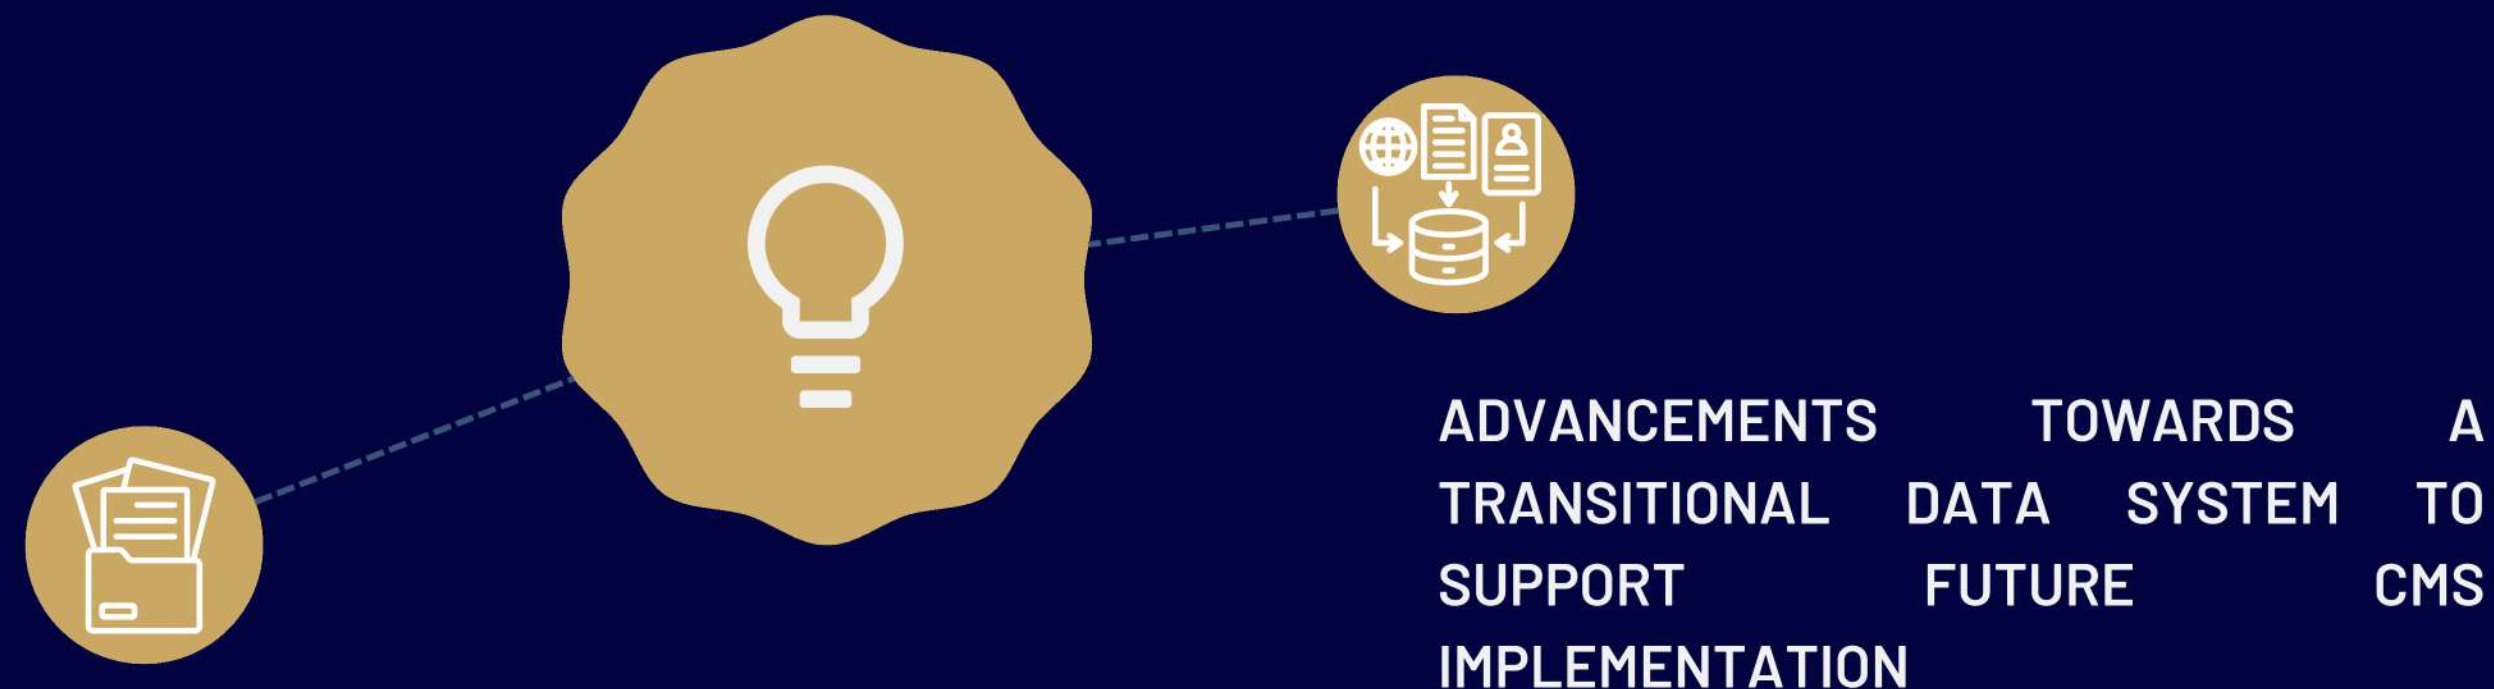 ADVANCEMENTS TOWARDS A
TRANSITIONAL DATA SYSTEM TO
SUPPORT FUTURE CMS
IMPLEMENTATION